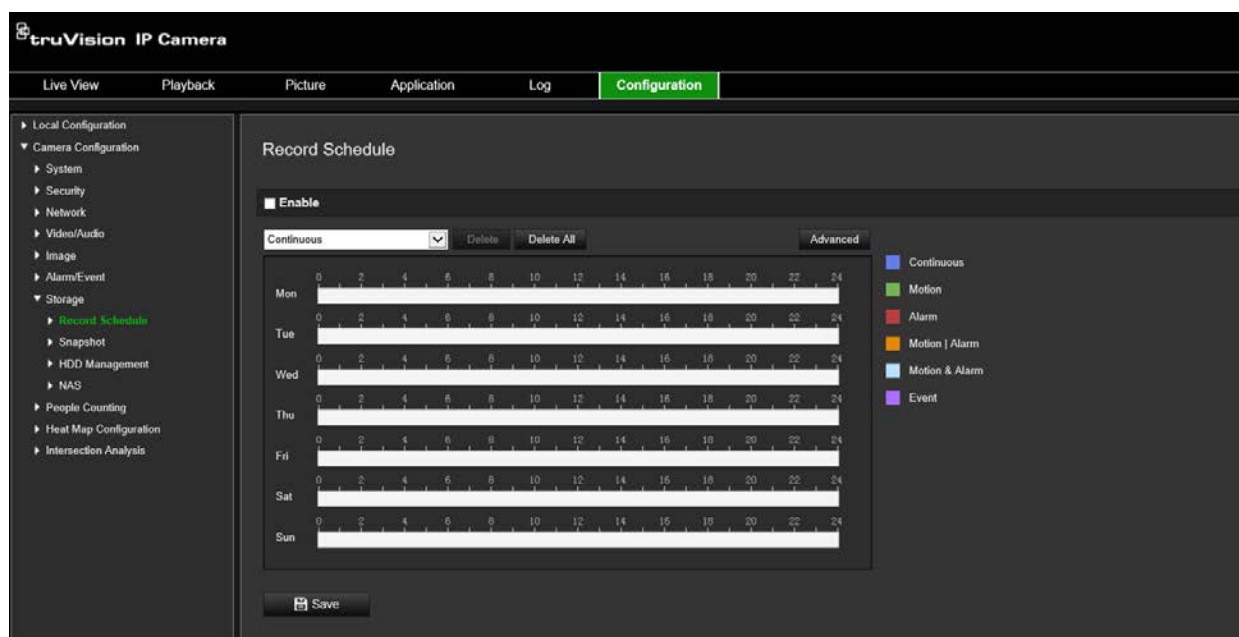 truVision IP Camera
Live View Playback Picture Application Log Configuration
Local Configuration
Camera Configuration
System
Security
Network
Video/Audio
Image
Alarm/Event
Storage
Record Schedule
Snapshot
HDD Management
NAS
People Counting
Heat Map Configuration
Intersection Analysis
Record Schedule
Enable
Continuous Delete Delete All Advanced
0 2 4 6 8 10 12 14 16 18 20 22 24
Mon
0 2 4 6 8 10 12 14 16 18 20 22 24
Tue
0 2 4 6 8 10 12 14 16 18 20 22 24
Wed
0 2 4 6 8 10 12 14 16 18 20 22 24
Thu
0 2 4 6 8 10 12 14 16 18 20 22 24
Fri
0 2 4 6 8 10 12 14 16 18 20 22 24
Sat
0 2 4 6 8 10 12 14 16 18 20 22 24
Sun
Continuous
Motion
Alarm
Motion | Alarm
Motion & Alarm
Event
Save